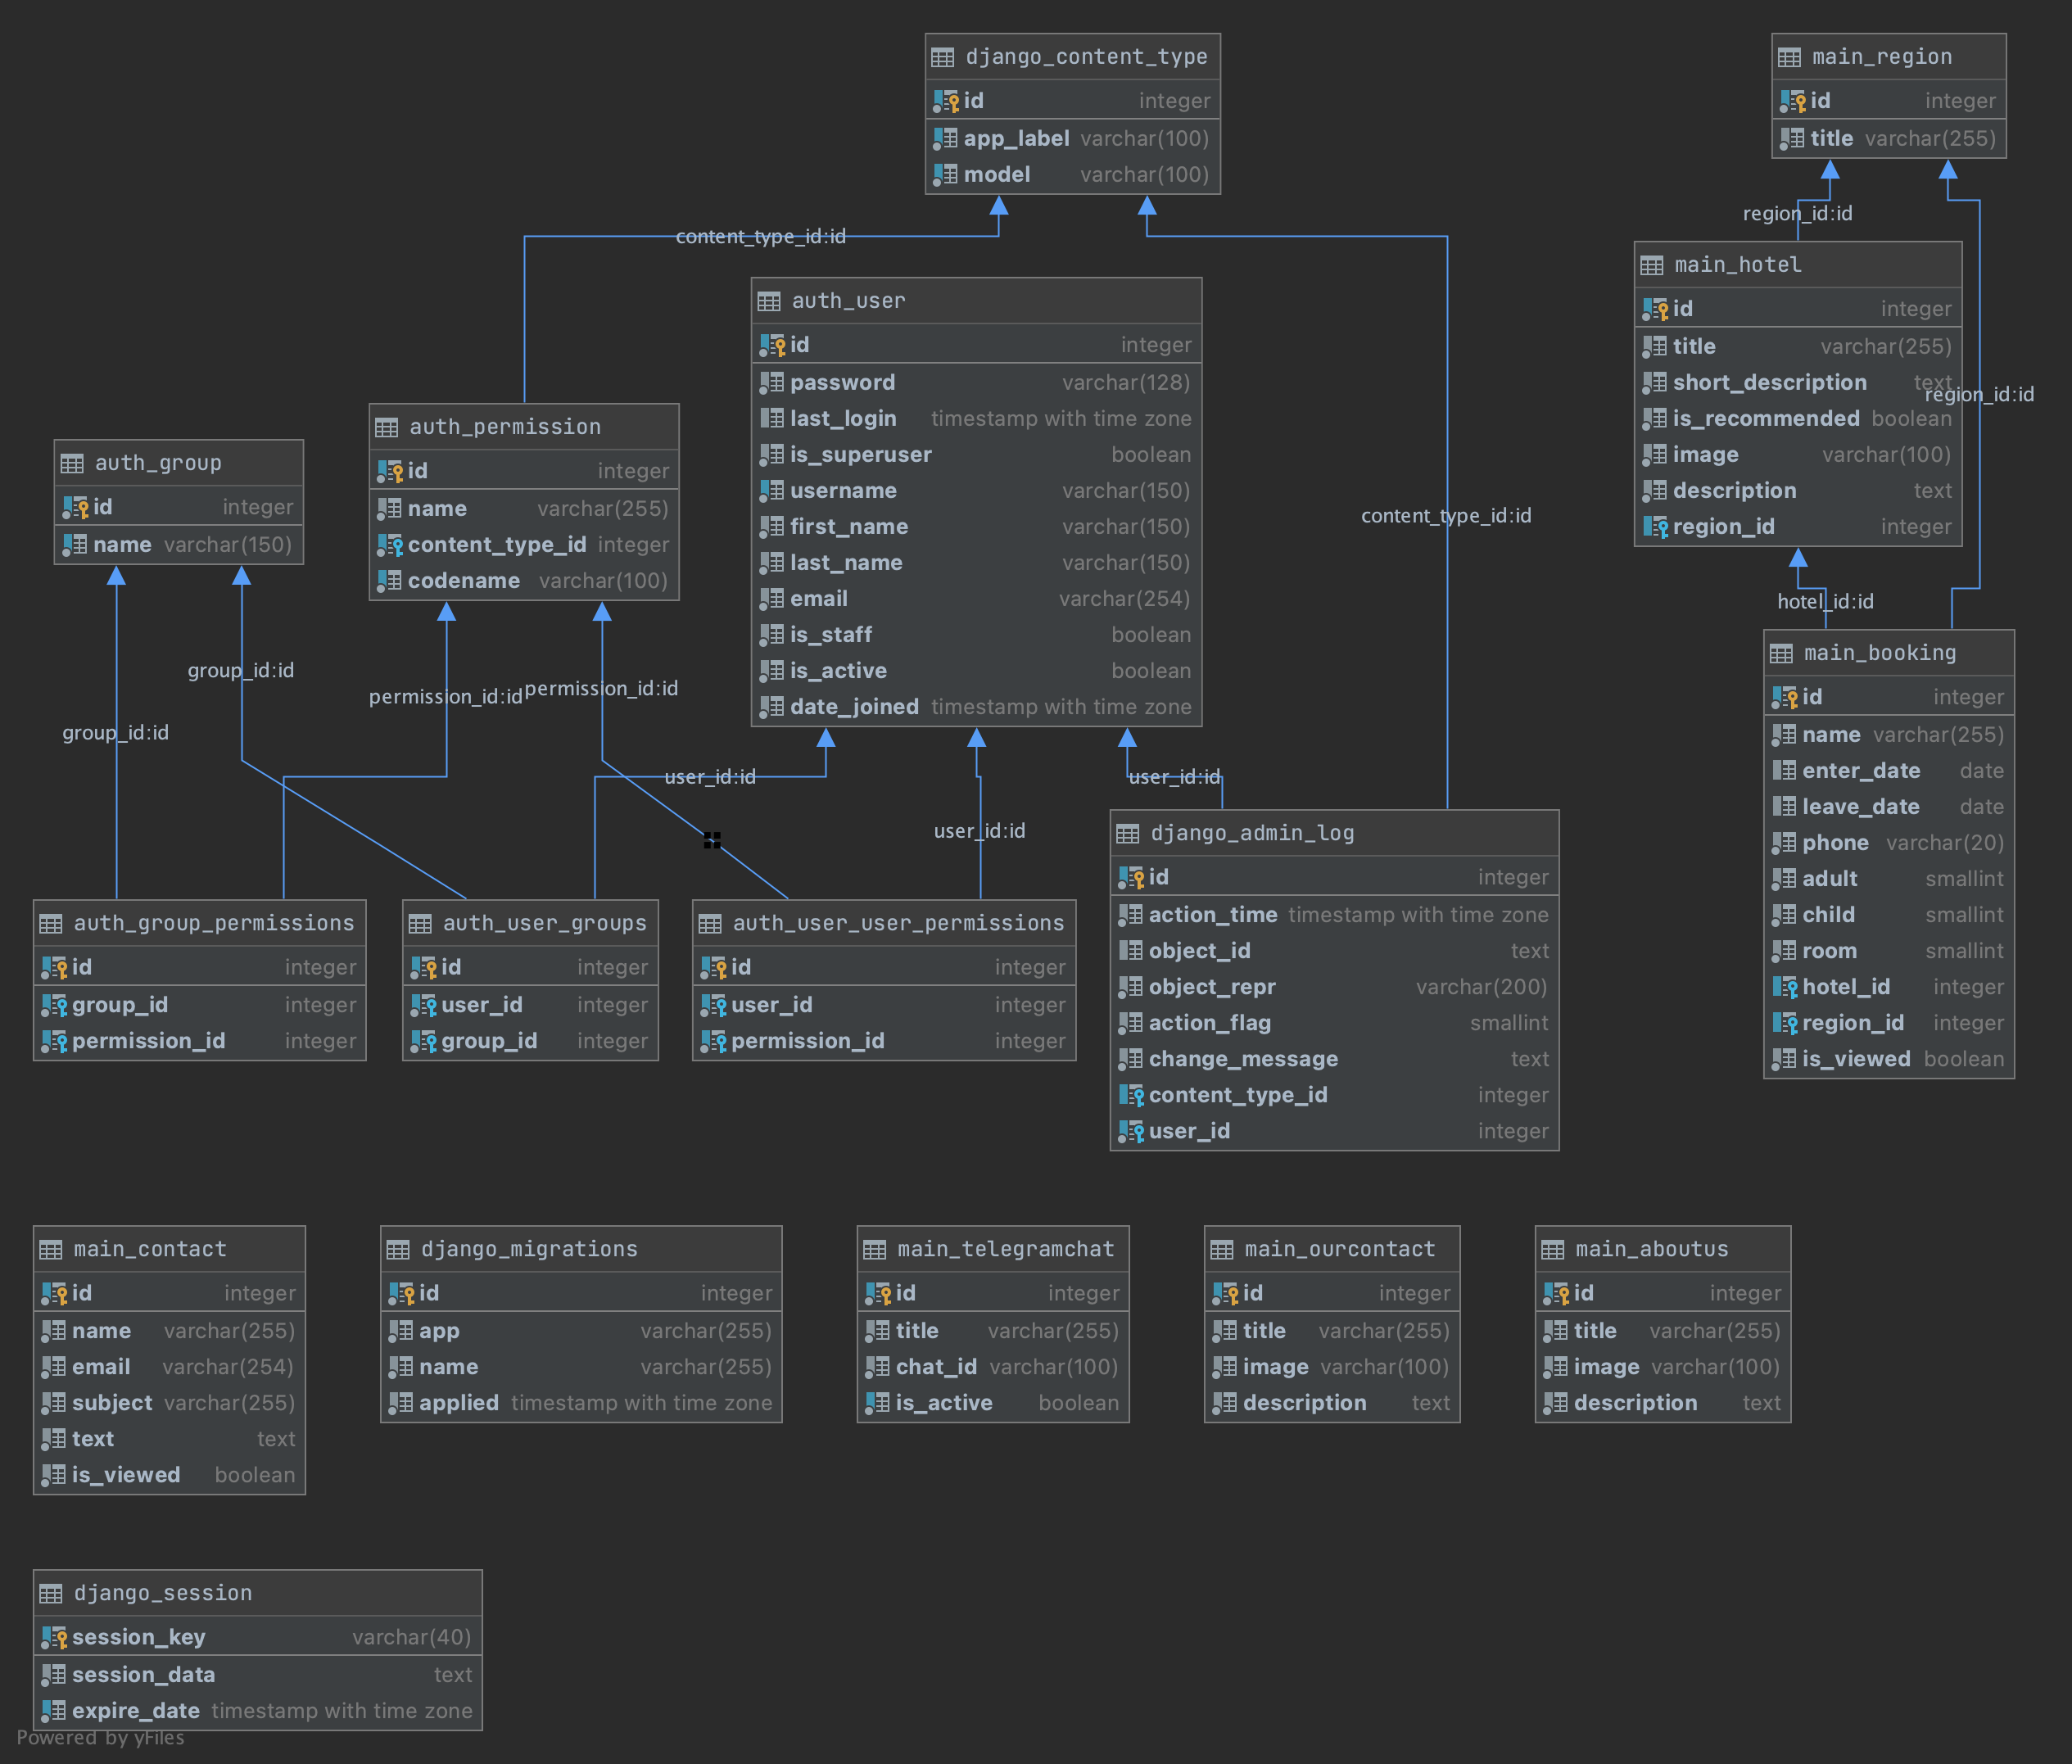 django_content_type
id integer
app_label varchar(100)
model varchar(100)
main_region
id integer
title varchar(255)
region_id:id
content_type_id:id
main_hotel
id integer
title varchar(255)
short_description text
is_recommended boolean
image varchar(100)
description text
region_id integer
region_id:id
auth_user
id integer
password varchar(128)
last_login timestamp with time zone
is_superuser boolean
username varchar(150)
first_name varchar(150)
last_name varchar(150)
email varchar(254)
is_staff boolean
is_active boolean
date_joined timestamp with time zone
auth_permission
id integer
name varchar(255)
content_type_id integer
codename varchar(100)
auth_group
id integer
name varchar(150)
content_type_id:id
hotel_id:id
main_booking
id integer
name varchar(255)
enter_date date
leave_date date
phone varchar(20)
adult smallint
child smallint
room smallint
hotel_id integer
region_id integer
is_viewed boolean
group_id:id
permission_id:id
permission_id:id
group_id:id
user_id:id
user_id:id
user_id:id
django_admin_log
id integer
action_time timestamp with time zone
object_id text
object_repr varchar(200)
action_flag smallint
change_message text
content_type_id integer
user_id integer
auth_group_permissions
id integer
group_id integer
permission_id integer
auth_user_groups
id integer
user_id integer
group_id integer
auth_user_user_permissions
id integer
user_id integer
permission_id integer
main_contact
id integer
name varchar(255)
email varchar(254)
subject varchar(255)
text text
is_viewed boolean
django_migrations
id integer
app varchar(255)
name varchar(255)
applied timestamp with time zone
main_telegramchat
id integer
title varchar(255)
chat_id varchar(100)
is_active boolean
main_ourcontact
id integer
title varchar(255)
image varchar(100)
description text
main_aboutus
id integer
title varchar(255)
image varchar(100)
description text
django_session
session_key varchar(40)
session_data text
expire_date timestamp with time zone
Powered by yFiles